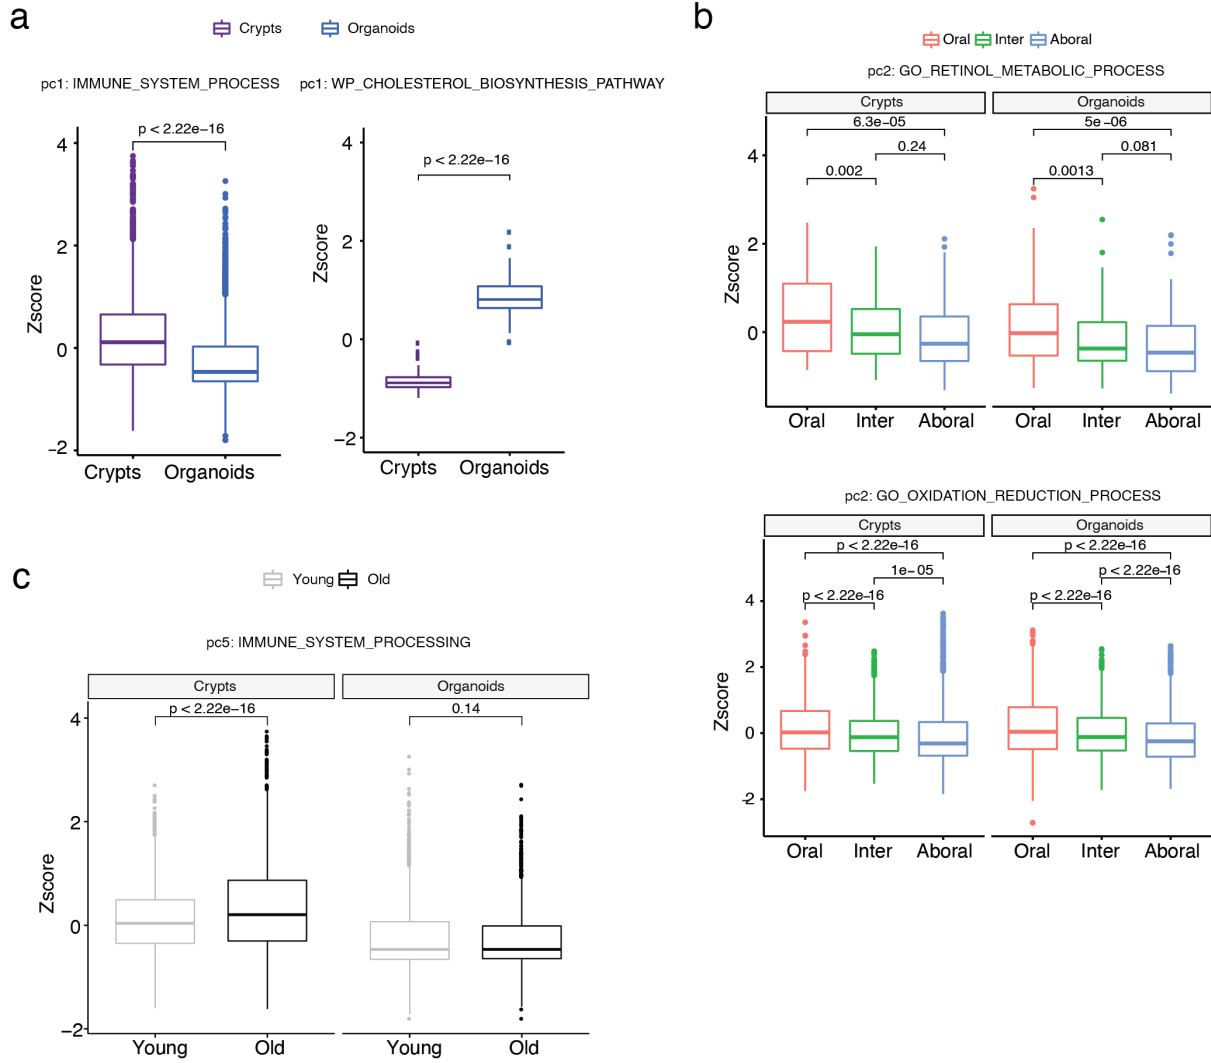 a
Crypts Organoids
pc1: IMMUNE_SYSTEM_PROCESS
pc1: WP_CHOLESTEROL_BIOSYNTHESIS_PATHWAY
Zscore
4
2
0
−2
p < 2.22e−16
Crypts Organoids
Zscore
4
2
0
−2
p < 2.22e−16
Crypts Organoids
b
Oral Inter Aboral
pc2: GO_RETINOL_METABOLIC_PROCESS
Crypts Organoids
Zscore
4
2
0
6.3e−05
0.24
0.002
5e−06
0.081
0.0013
Oral Inter Aboral Oral Inter Aboral
pc2: GO_OXIDATION_REDUCTION_PROCESS
Crypts Organoids
Zscore
4
2
0
−2
p < 2.22e−16
1e−05
p < 2.22e−16
p < 2.22e−16
p < 2.22e−16
p < 2.22e−16
Oral Inter Aboral Oral Inter Aboral
c
Young Old
pc5: IMMUNE_SYSTEM_PROCESSING
Crypts Organoids
Zscore
4
2
0
−2
p < 2.22e−16
0.14
Young Old Young Old